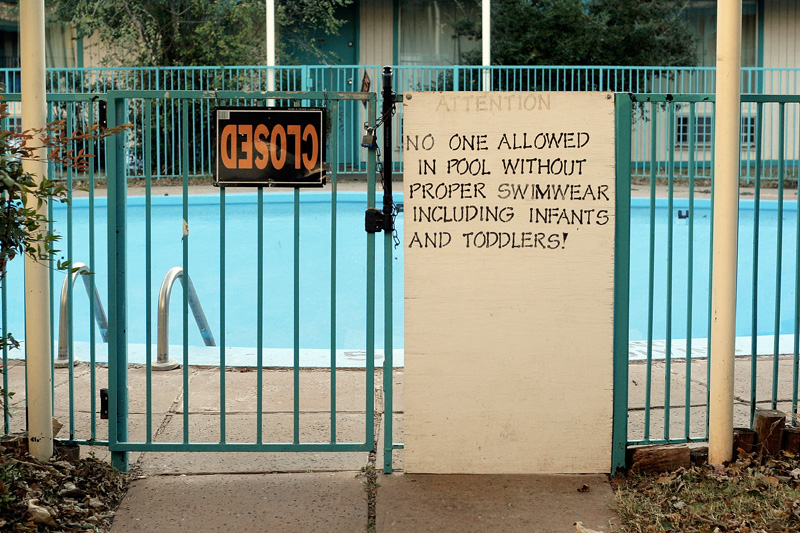 CLOSED
ATTENTION
NO ONE ALLOWED
IN POOL WITHOUT
PROPER SWIMWEAR
INCLUDING INFANTS
AND TODDLERS!